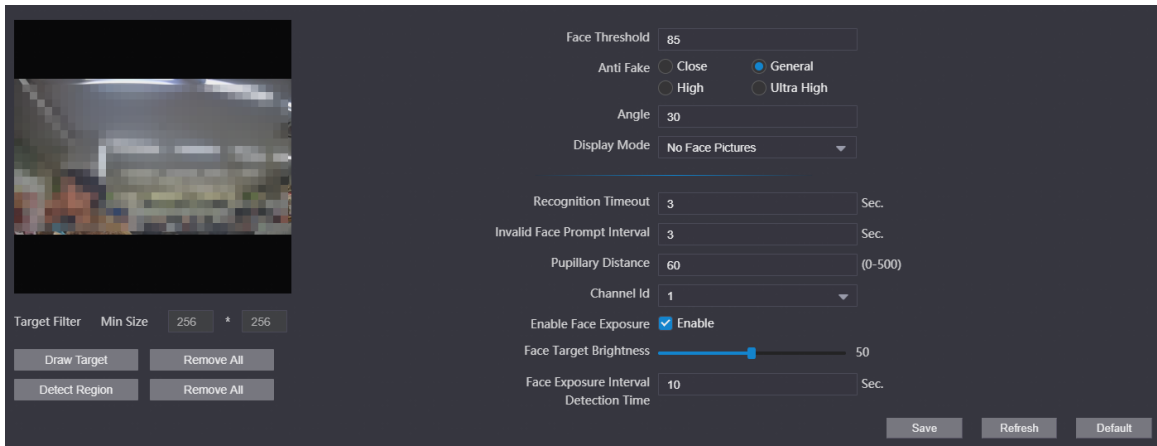 Face Threshold 85
Anti Fake Close General
High Ultra High
Angle 30
Display Mode No Face Pictures
Recognition Timeout 3 Sec.
Invalid Face Prompt Interval 3 Sec.
Pupillary Distance 60 (0-500)
Channel Id 1
Enable Face Exposure Enable
Face Target Brightness 50
Face Exposure Interval
Detection Time 10 Sec.
Target Filter Min Size 256 * 256
Draw Target Remove All
Detect Region Remove All
Save Refresh Default